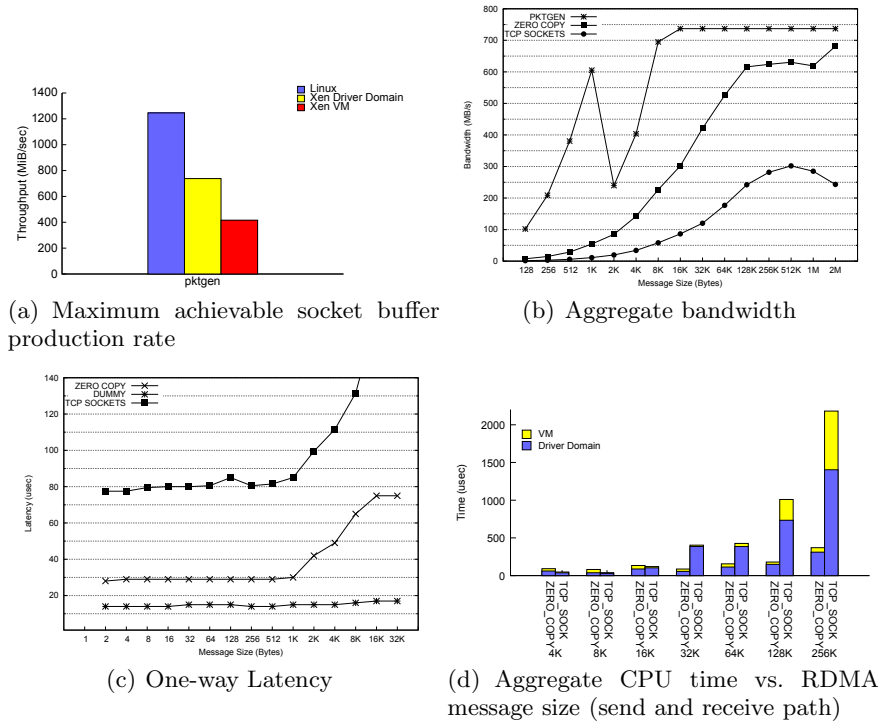 Linux
Xen Driver Domain
Xen VM
Throughput (MiB/sec)
1400
1200
1000
800
600
400
200
0
pktgen
(a) Maximum achievable socket buffer
production rate
PKTGEN
ZERO COPY
TCP SOCKETS
Bandwidth (MB/s)
800
700
600
500
400
300
200
100
0
128 256 512 1K 2K 4K 8K 16K 32K 64K 128K 256K 512K 1M 2M
Message Size (Bytes)
(b) Aggregate bandwidth
ZERO COPY
DUMMY
TCP SOCKETS
Latency (usec)
140
120
100
80
60
40
20
1 2 4 8 16 32 64 128 256 512 1K 2K 4K 8K 16K 32K
Message Size (Bytes)
(c) One-way Latency
VM
Driver Domain
Time (usec)
2000
1500
1000
500
0
ZERO_COPY TCP_SOCK
ZERO_COPY TCP_SOCK
ZERO_COPY TCP_SOCK
ZERO_COPY TCP_SOCK
ZERO_COPY TCP_SOCK
ZERO_COPY TCP_SOCK
ZERO_COPY TCP_SOCK
4K 8K 16K 32K 64K 128K 256K
(d) Aggregate CPU time vs. RDMA
message size (send and receive path)